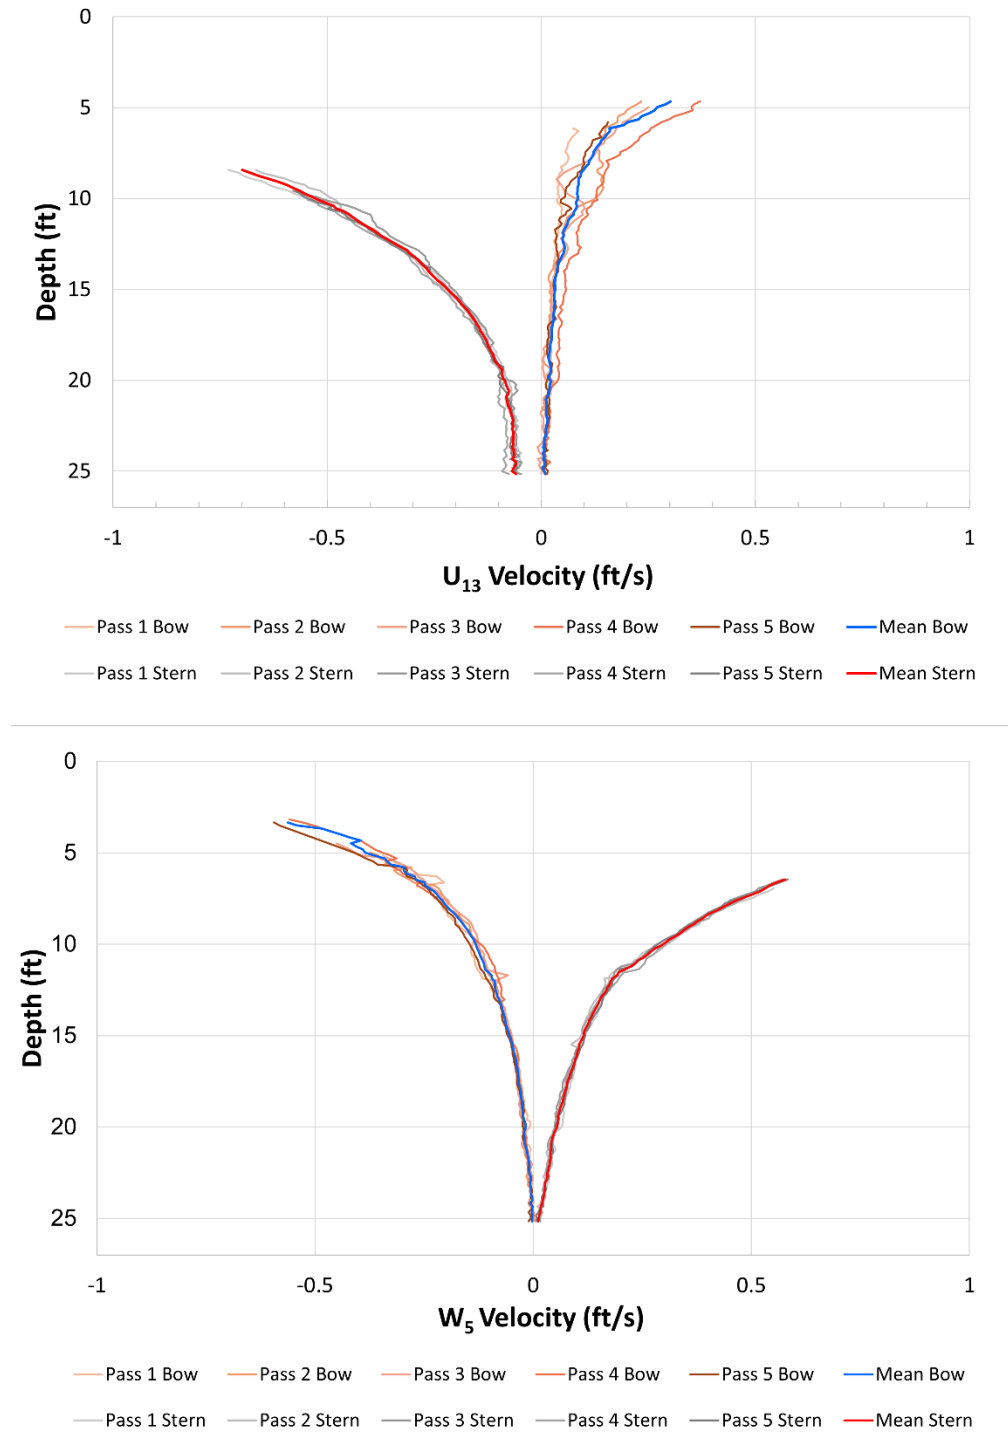 0
5
10
15
20
25
Depth (ft)
-1 -0.5 0 0.5 1
U13 Velocity (ft/s)
Pass 1 Bow Pass 2 Bow Pass 3 Bow Pass 4 Bow Pass 5 Bow Mean Bow
Pass 1 Stern Pass 2 Stern Pass 3 Stern Pass 4 Stern Pass 5 Stern Mean Stern
0
5
10
15
20
25
Depth (ft)
-1 -0.5 0 0.5 1
W5 Velocity (ft/s)
Pass 1 Bow Pass 2 Bow Pass 3 Bow Pass 4 Bow Pass 5 Bow Mean Bow
Pass 1 Stern Pass 2 Stern Pass 3 Stern Pass 4 Stern Pass 5 Stern Mean Stern